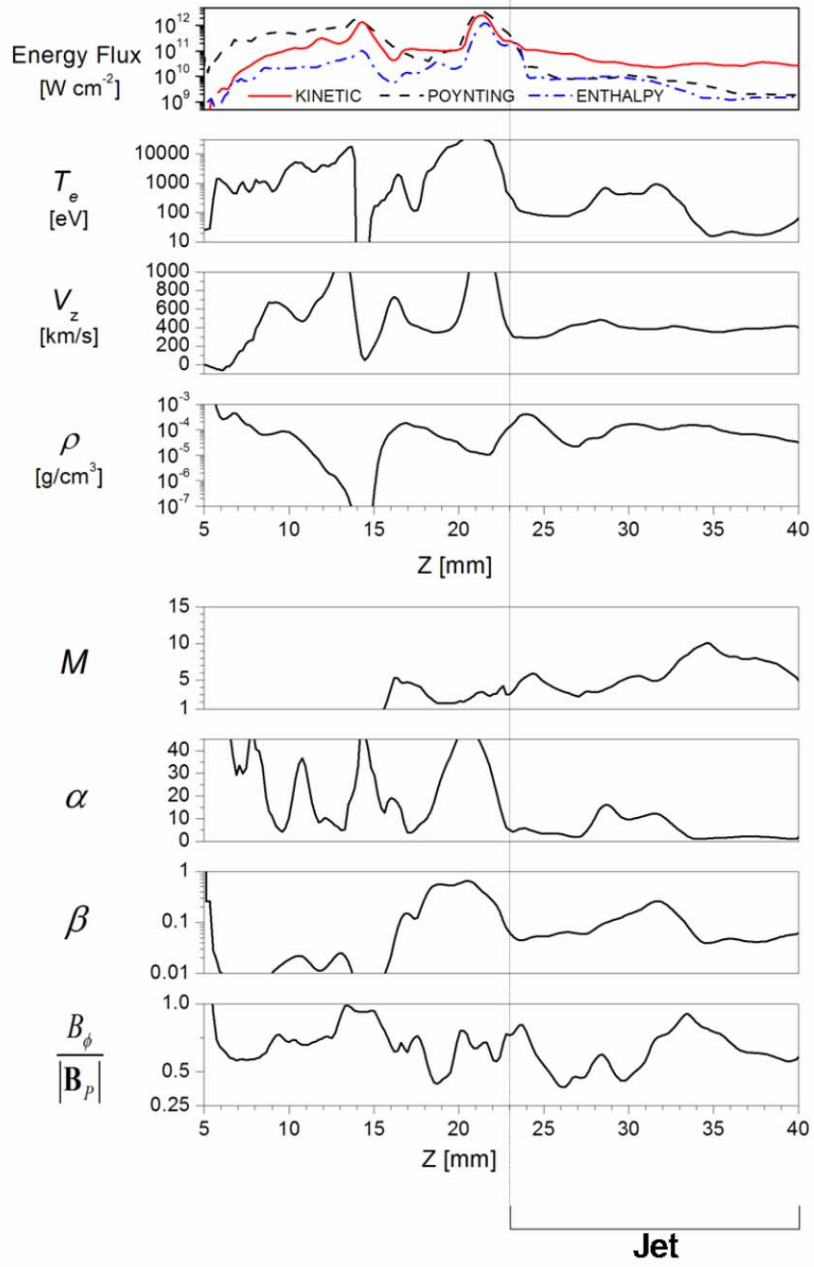 Energy Flux
[W cm⁻²]
10¹²
10¹¹
10¹⁰
10⁹
KINETIC POYNTING ENTHALPY
Tₑ
[eV]
10000
1000
100
10
V_z
[km/s]
1000
800
600
400
200
0
ρ
[g/cm³]
10⁻³
10⁻⁴
10⁻⁵
10⁻⁶
10⁻⁷
5 10 15 20 25 30 35 40
Z [mm]
M
15
10
5
1
α
40
30
20
10
0
β
1
0.1
0.01
B_ϕ
|B_P|
1.0
0.5
0.25
5 10 15 20 25 30 35 40
Z [mm]
Jet